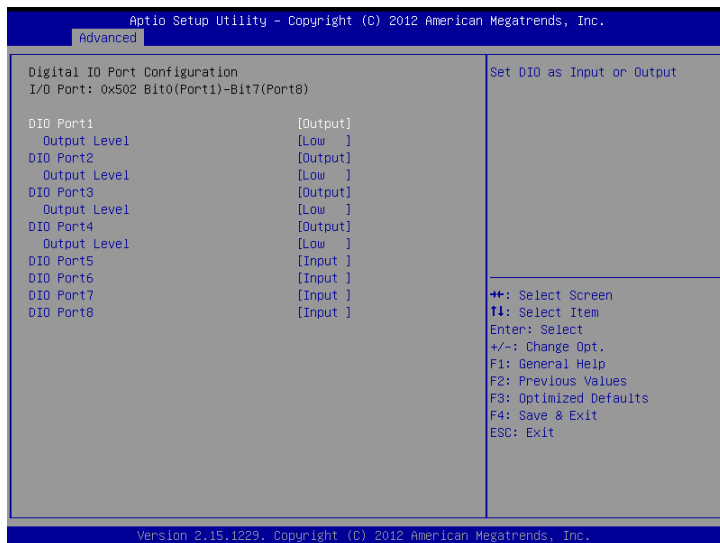 Aptio Setup Utility – Copyright (C) 2012 American Megatrends, Inc.
Advanced
Digital IO Port Configuration
I/O Port: 0x502 Bit0(Port1)-Bit7(Port8)
DIO Port1 [Output]
Output Level [Low ]
DIO Port2 [Output]
Output Level [Low ]
DIO Port3 [Output]
Output Level [Low ]
DIO Port4 [Output]
Output Level [Low ]
DIO Port5 [Input ]
DIO Port6 [Input ]
DIO Port7 [Input ]
DIO Port8 [Input ]
Set DIO as Input or Output
→←: Select Screen
↑↓: Select Item
Enter: Select
+/-: Change Opt.
F1: General Help
F2: Previous Values
F3: Optimized Defaults
F4: Save & Exit
ESC: Exit
Version 2.15.1229. Copyright (C) 2012 American Megatrends, Inc.